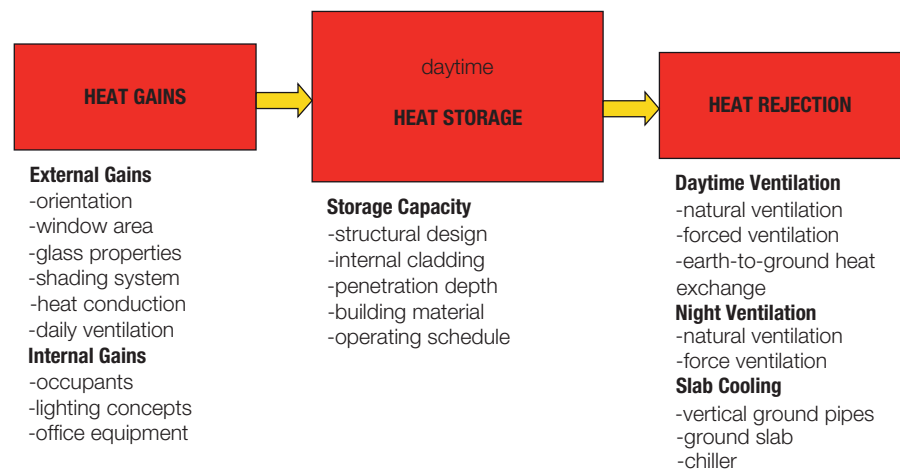 HEAT GAINS
External Gains
-orientation
-window area
-glass properties
-shading system
-heat conduction
-daily ventilation
Internal Gains
-occupants
-lighting concepts
-office equipment
daytime
HEAT STORAGE
Storage Capacity
-structural design
-internal cladding
-penetration depth
-building material
-operating schedule
HEAT REJECTION
Daytime Ventilation
-natural ventilation
-forced ventilation
-earth-to-ground heat
exchange
Night Ventilation
-natural ventilation
-force ventilation
Slab Cooling
-vertical ground pipes
-ground slab
-chiller